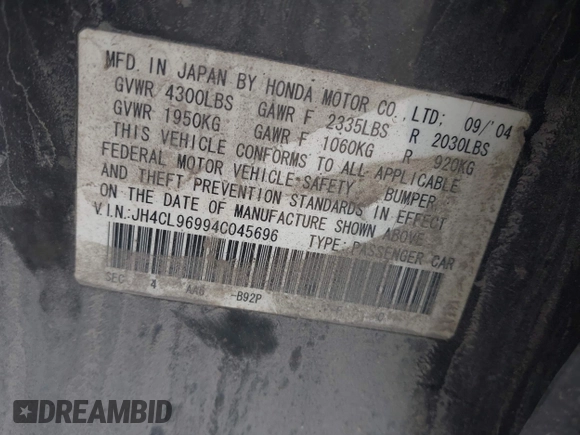 MFD. IN JAPAN BY HONDA MOTOR CO., LTD: 09/'04
GVWR 4300LBS GAWR F 2335LBS R 2030LBS
GVWR 1950KG GAWR F 1060KG R 920KG
THIS VEHICLE CONFORMS TO ALL APPLICABLE
FEDERAL MOTOR VEHICLE-SAFETY BUMPER
AND THEFT PREVENTION STANDARDS IN EFFECT
ON THE DATE OF MANUFACTURE SHOWN ABOVE
V.I.N.:JH4CL96994C045696 TYPE: PASSENGER CAR
SEC 4 -B92P
DREAMBID